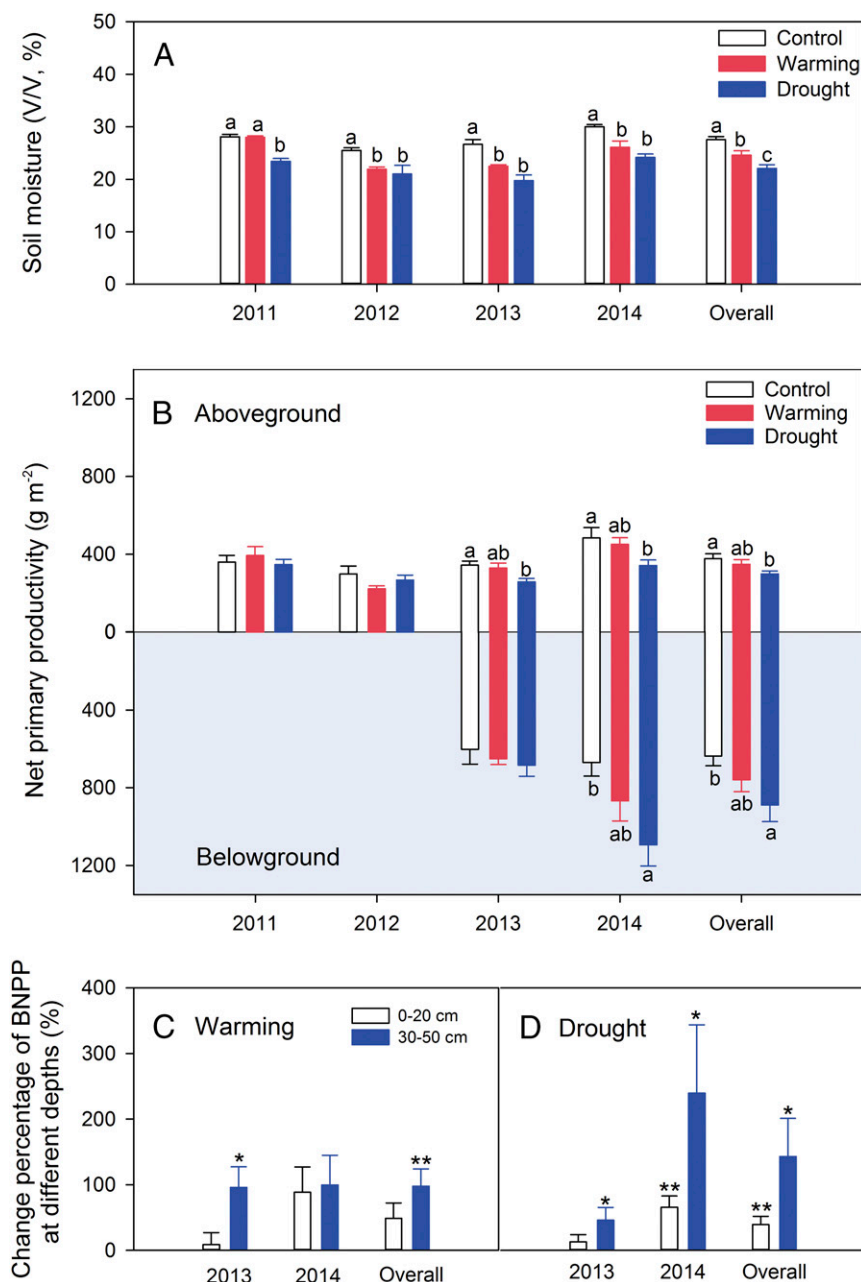 A
Soil moisture (V/V, %)
50
40
30
20
10
0
Control
Warming
Drought
a a b
a b b
a b b
a b b
a b c
2011 2012 2013 2014 Overall
B Aboveground
Net primary productivity (g m-2)
1200
800
400
0
400
800
1200
Control
Warming
Drought
a ab b
a ab b
a ab b
b ab a
b ab a
Belowground
2011 2012 2013 2014 Overall
Change percentage of BNPP
at different depths (%)
400
300
200
100
0
C Warming
0-20 cm
30-50 cm
* **
2013 2014 Overall
D Drought
* ** * ** *
2013 2014 Overall